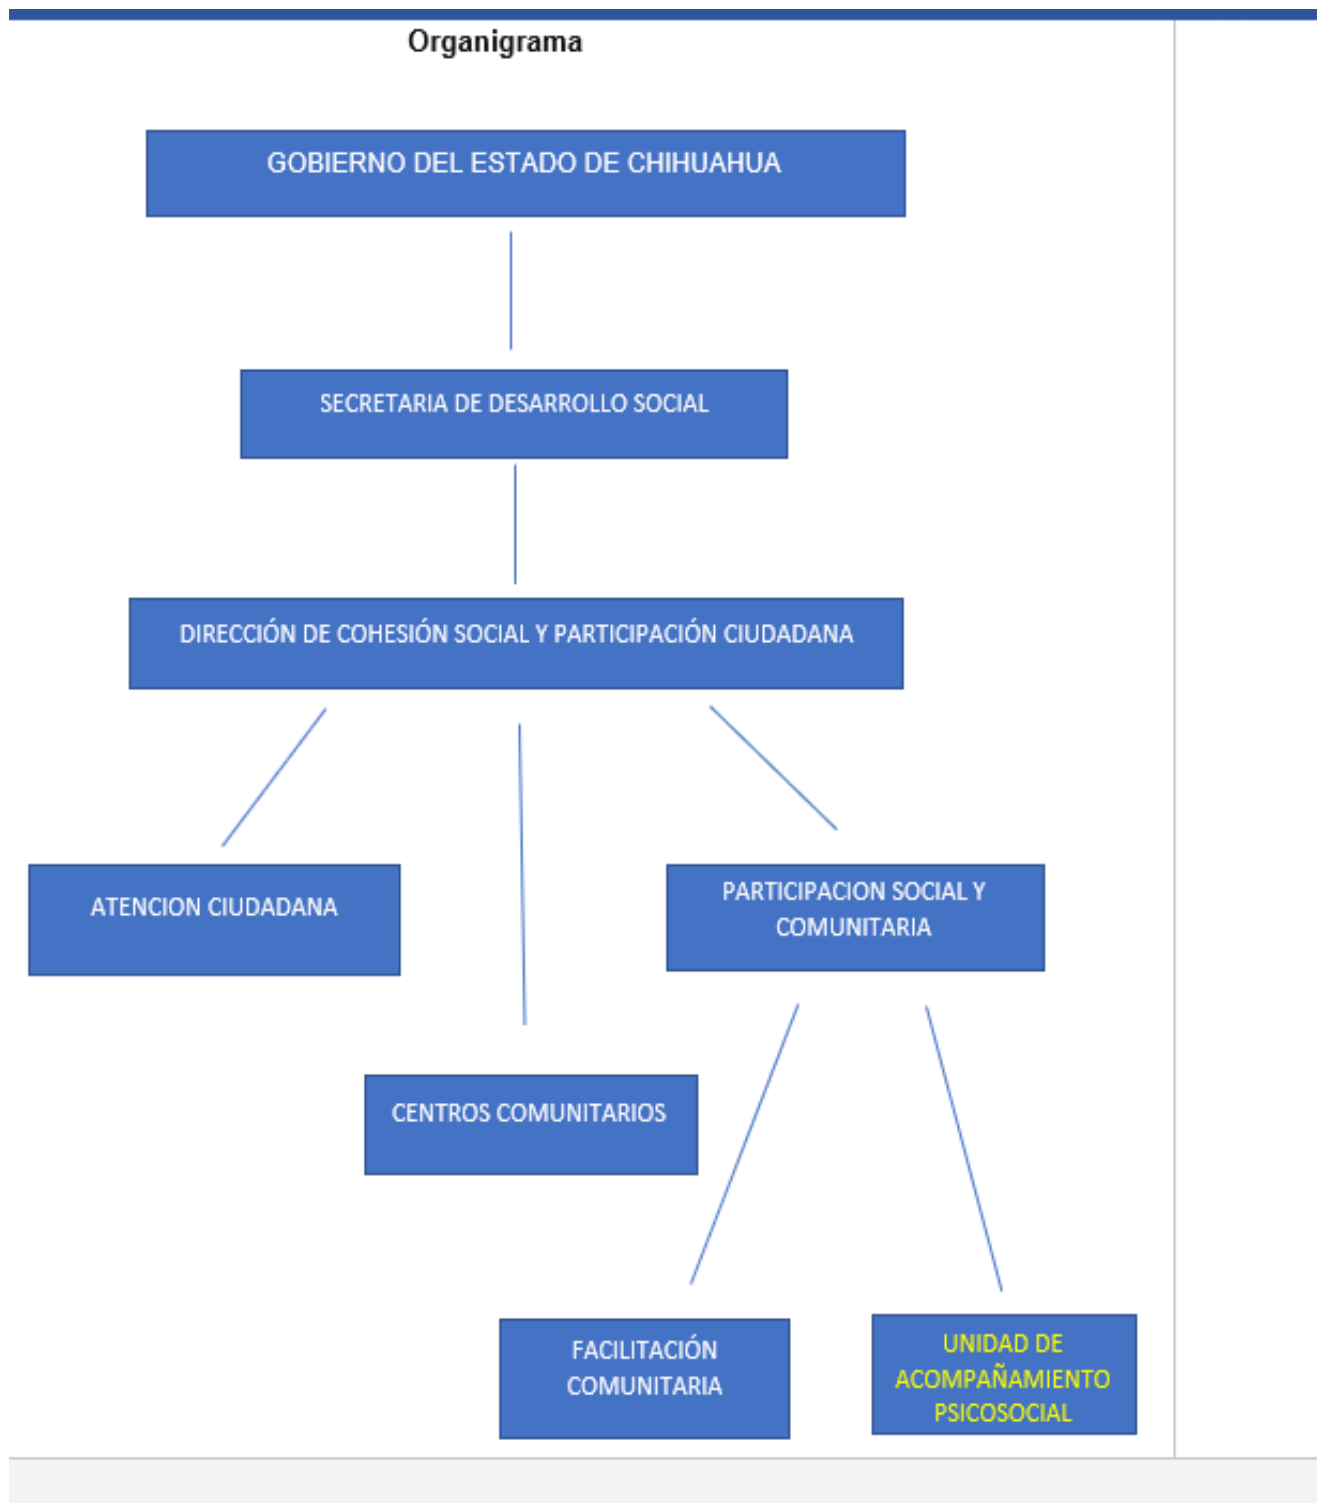 Organigrama
GOBIERNO DEL ESTADO DE CHIHUAHUA
SECRETARIA DE DESARROLLO SOCIAL
DIRECCIÓN DE COHESIÓN SOCIAL Y PARTICIPACIÓN CIUDADANA
ATENCION CIUDADANA
PARTICIPACION SOCIAL Y
COMUNITARIA
CENTROS COMUNITARIOS
FACILITACIÓN
COMUNITARIA
UNIDAD DE
ACOMPAÑAMIENTO
PSICOSOCIAL